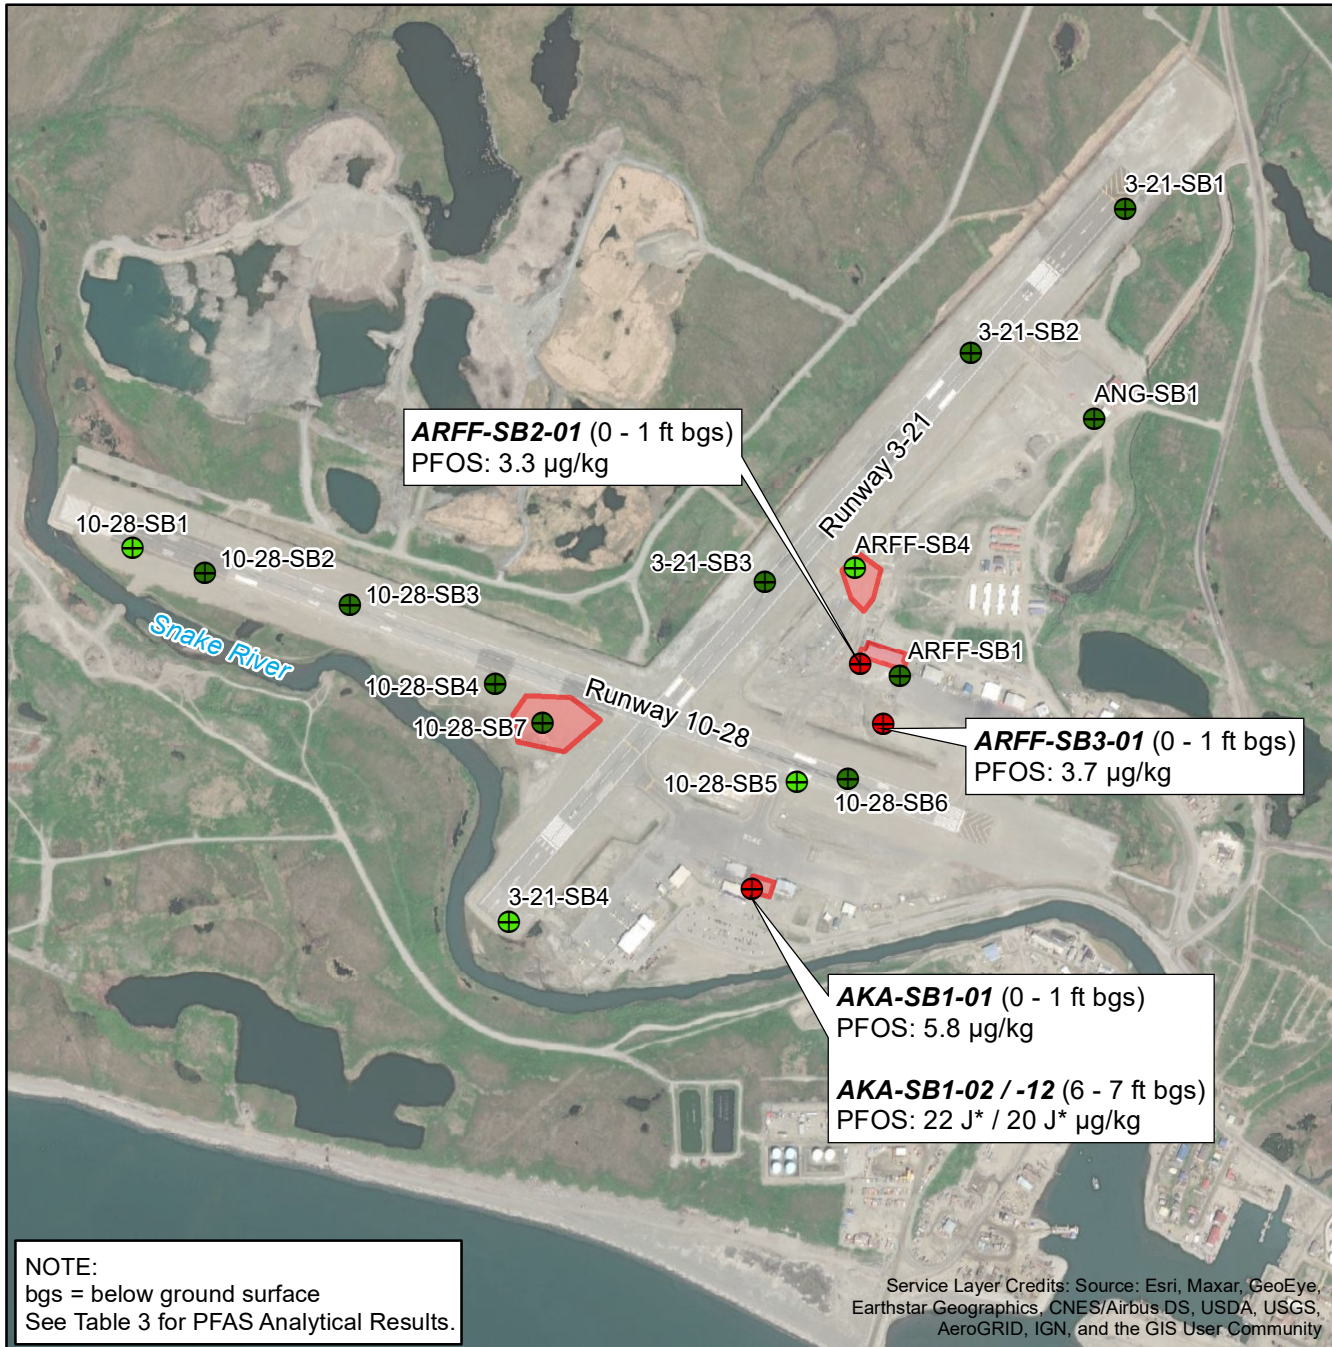 3-21-SB1
3-21-SB2
ANG-SB1
ARFF-SB2-01 (0 - 1 ft bgs)
PFOS: 3.3 µg/kg
Runway 3-21
10-28-SB1
10-28-SB2
10-28-SB3
3-21-SB3
ARFF-SB4
Snake River
ARFF-SB1
10-28-SB4
Runway 10-28
10-28-SB7
ARFF-SB3-01 (0 - 1 ft bgs)
PFOS: 3.7 µg/kg
10-28-SB5
10-28-SB6
3-21-SB4
AKA-SB1-01 (0 - 1 ft bgs)
PFOS: 5.8 µg/kg
AKA-SB1-02 / -12 (6 - 7 ft bgs)
PFOS: 22 J* / 20 J* µg/kg
NOTE:
bgs = below ground surface
See Table 3 for PFAS Analytical Results.
Service Layer Credits: Source: Esri, Maxar, GeoEye,
Earthstar Geographics, CNES/Airbus DS, USDA, USGS,
AeroGRID, IGN, and the GIS User Community